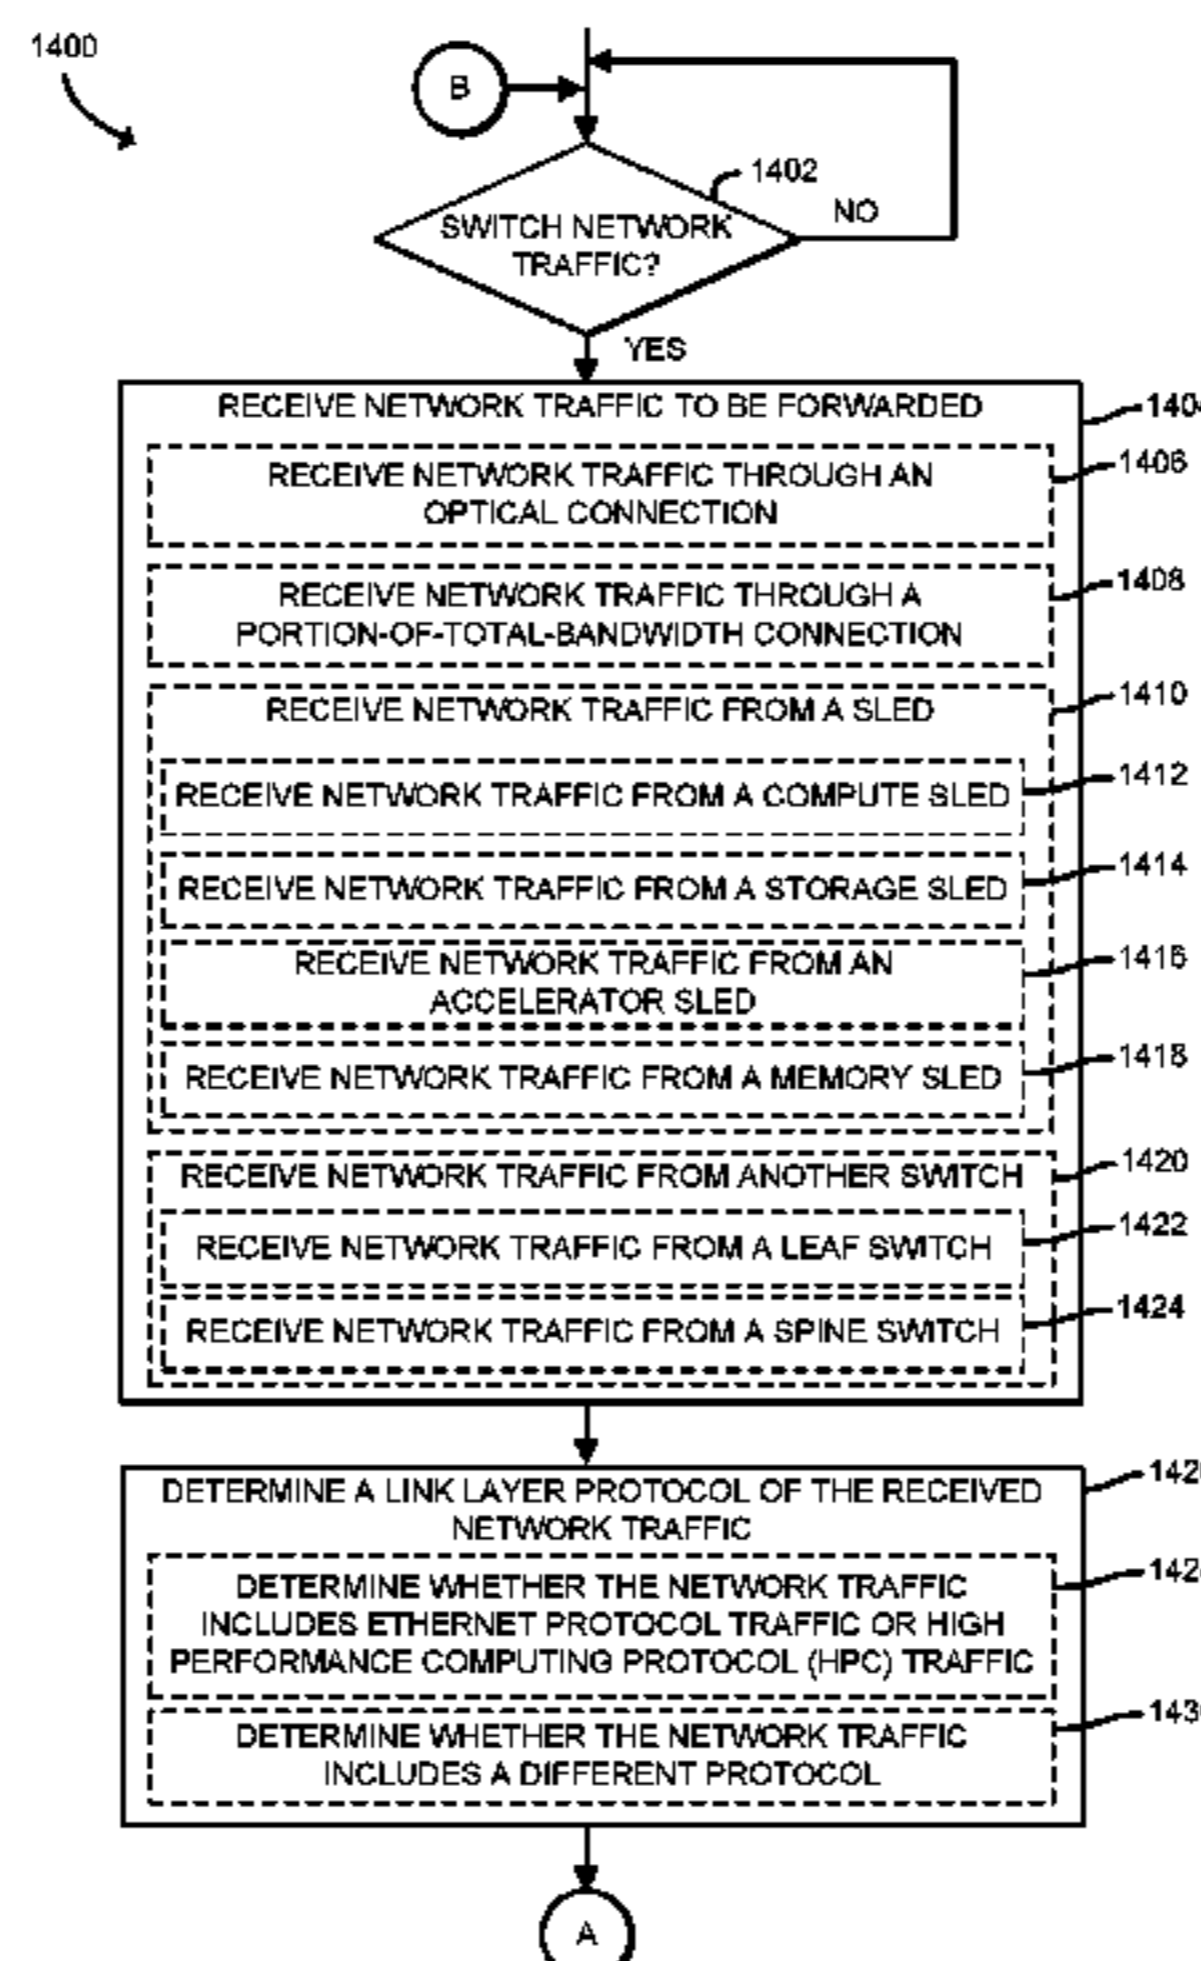 1400
B
1402
SWITCH NETWORK
TRAFFIC?
NO
YES
RECEIVE NETWORK TRAFFIC TO BE FORWARDED
1404
RECEIVE NETWORK TRAFFIC THROUGH AN
OPTICAL CONNECTION
1406
RECEIVE NETWORK TRAFFIC THROUGH A
PORTION-OF-TOTAL-BANDWIDTH CONNECTION
1408
RECEIVE NETWORK TRAFFIC FROM A SLED
1410
RECEIVE NETWORK TRAFFIC FROM A COMPUTE SLED
1412
RECEIVE NETWORK TRAFFIC FROM A STORAGE SLED
1414
RECEIVE NETWORK TRAFFIC FROM AN
ACCELERATOR SLED
1416
RECEIVE NETWORK TRAFFIC FROM A MEMORY SLED
1418
RECEIVE NETWORK TRAFFIC FROM ANOTHER SWITCH
1420
RECEIVE NETWORK TRAFFIC FROM A LEAF SWITCH
1422
RECEIVE NETWORK TRAFFIC FROM A SPINE SWITCH
1424
DETERMINE A LINK LAYER PROTOCOL OF THE RECEIVED
NETWORK TRAFFIC
DETERMINE WHETHER THE NETWORK TRAFFIC
INCLUDES ETHERNET PROTOCOL TRAFFIC OR HIGH
PERFORMANCE COMPUTING PROTOCOL (HPC) TRAFFIC
DETERMINE WHETHER THE NETWORK TRAFFIC
INCLUDES A DIFFERENT PROTOCOL
A